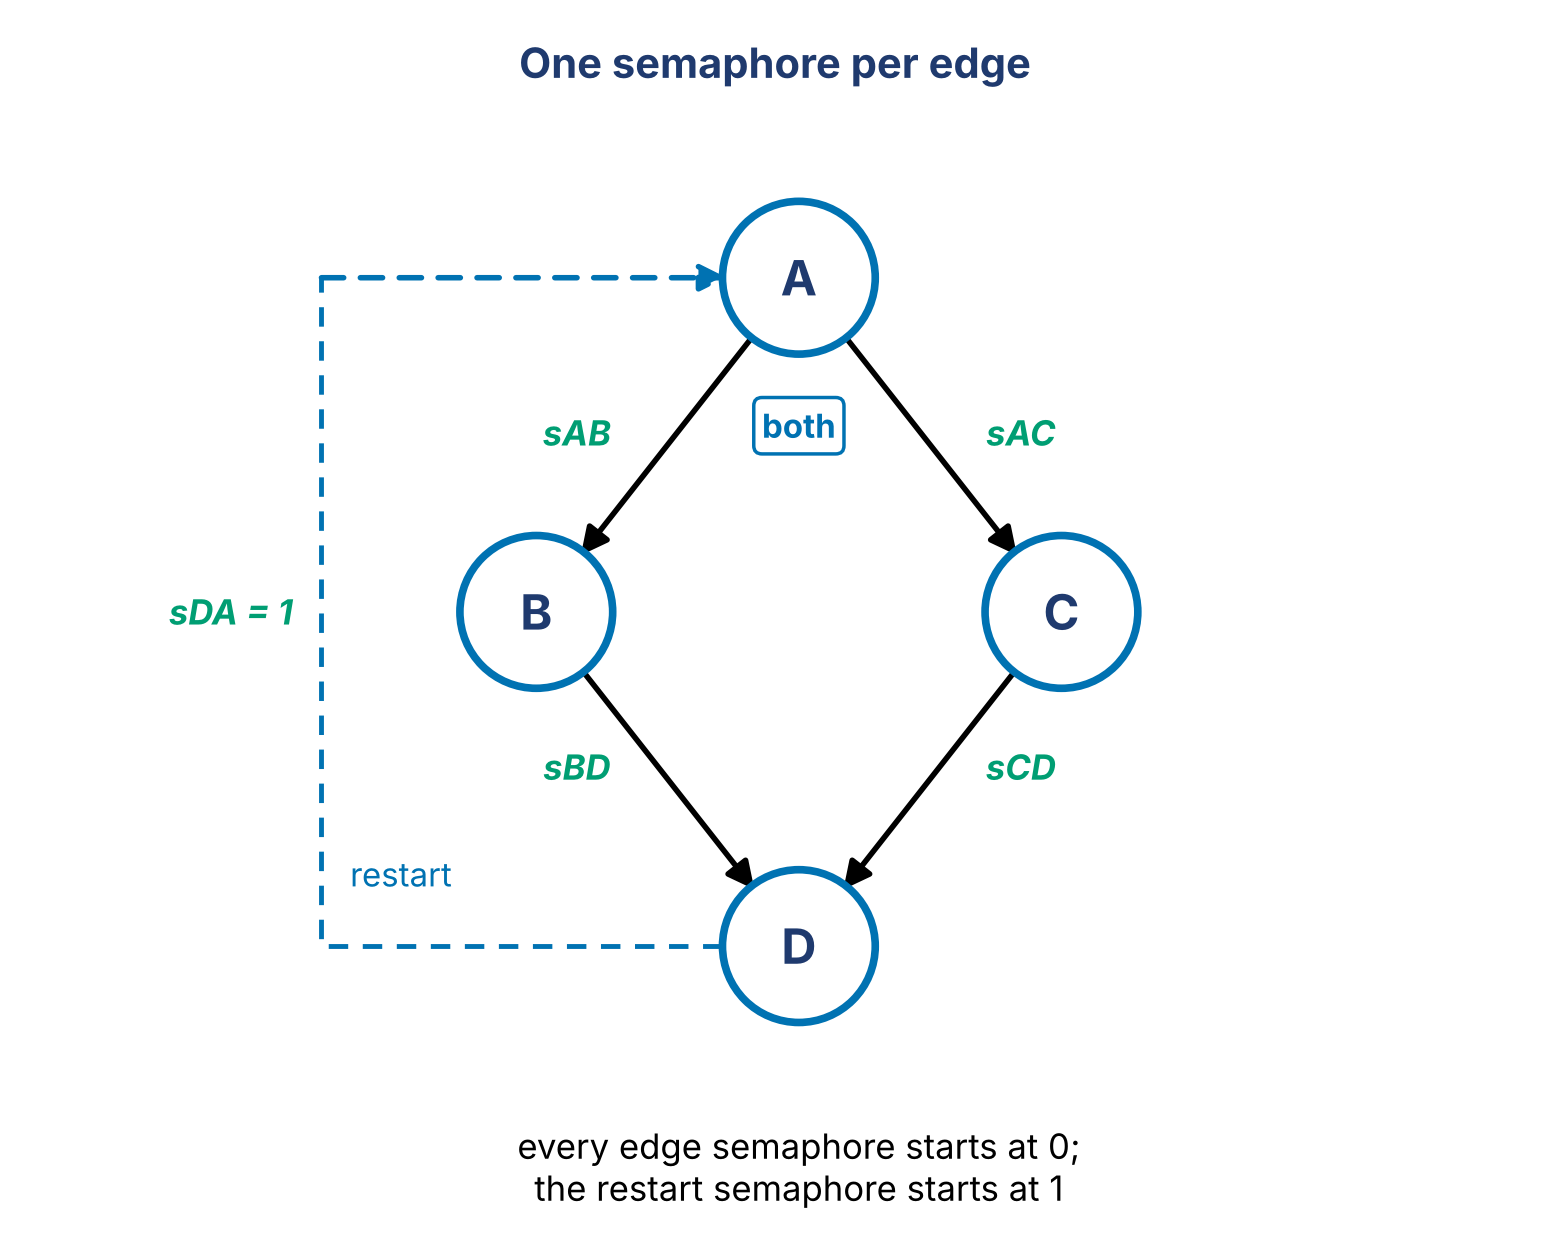 One semaphore per edge
A
both
sAB
sAC
B
C
sDA = 1
sBD
sCD
restart
D
every edge semaphore starts at 0;
the restart semaphore starts at 1